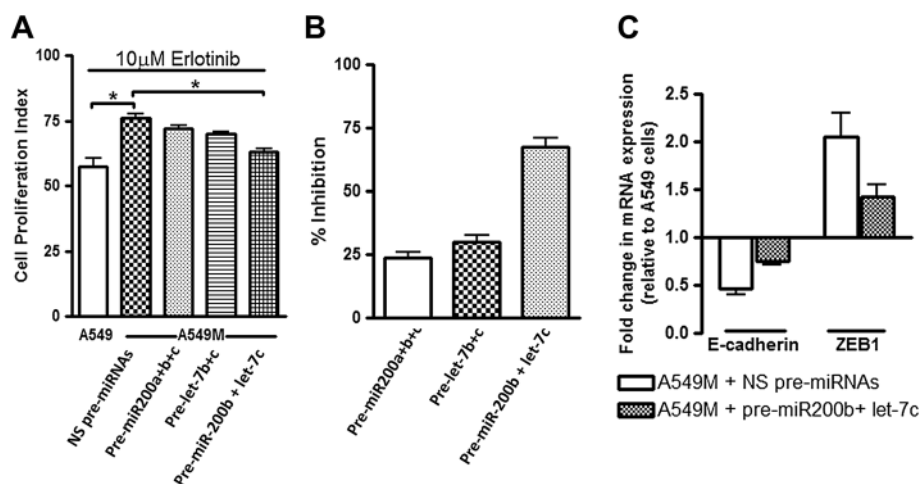 A
10µM Erlotinib
*
*
Cell Proliferation Index
100
75
50
25
0
A549
A549M
NS pre-miRNAs
Pre-miR200a+b+c
Pre-let-7b+c
Pre-miR-200b + let-7c
B
% Inhibition
100
75
50
25
0
Pre-miR200a+b+c
Pre-let-7b+c
Pre-miR-200b + let-7c
C
Fold change in mRNA expression
(relative to A549 cells)
2.5
2.0
1.5
1.0
0.5
0.0
E-cadherin
ZEB1
A549M + NS pre-miRNAs
A549M + pre-miR200b+ let-7c